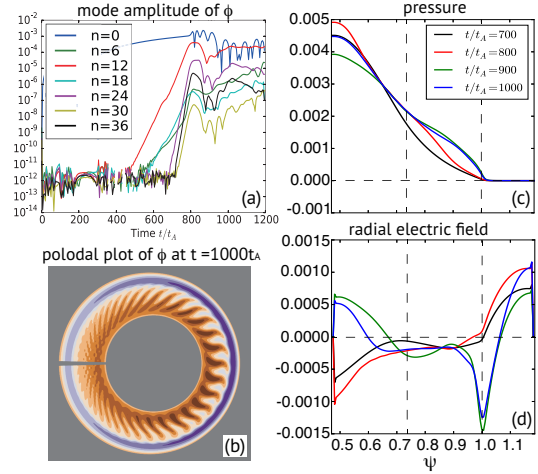 mode amplitude of ϕ
10⁻¹
10⁻²
10⁻³
10⁻⁴
10⁻⁵
10⁻⁶
10⁻⁷
10⁻⁸
10⁻⁹
10⁻¹⁰
10⁻¹¹
10⁻¹²
10⁻¹³
10⁻¹⁴
n=0
n=6
n=12
n=18
n=24
n=30
n=36
(a)
0 200 400 600 800 1000 1200
Time t/t_A
polodal plot of ϕ at t =1000t_A
(b)
pressure
0.005
0.004
0.003
0.002
0.001
0.000
-0.001
t/t_A=700
t/t_A=800
t/t_A=900
t/t_A=1000
(c)
radial electric field
0.0015
0.0010
0.0005
-0.0000
-0.0005
-0.0010
-0.0015
(d)
0.5 0.6 0.7 0.8 0.9 1.0 1.1
ψ